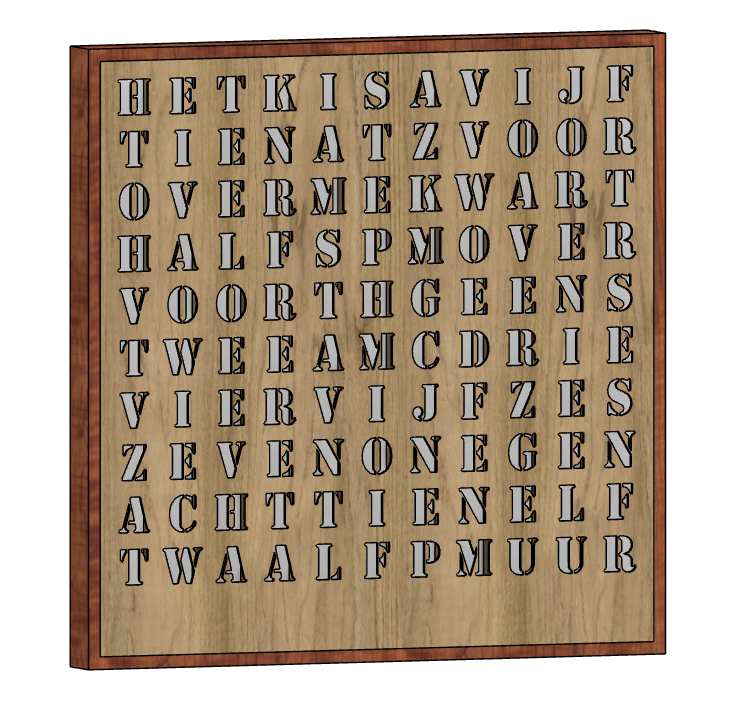 HETKISAVIJF
TIENATZVOOR
OVERMEKWART
HALFSPMOVER
VOORTHGEENS
TWEEAMCDRIE
VIERVIJFZES
ZEVENONEGEN
ACHTTIENELF
TWAALFPMUUR